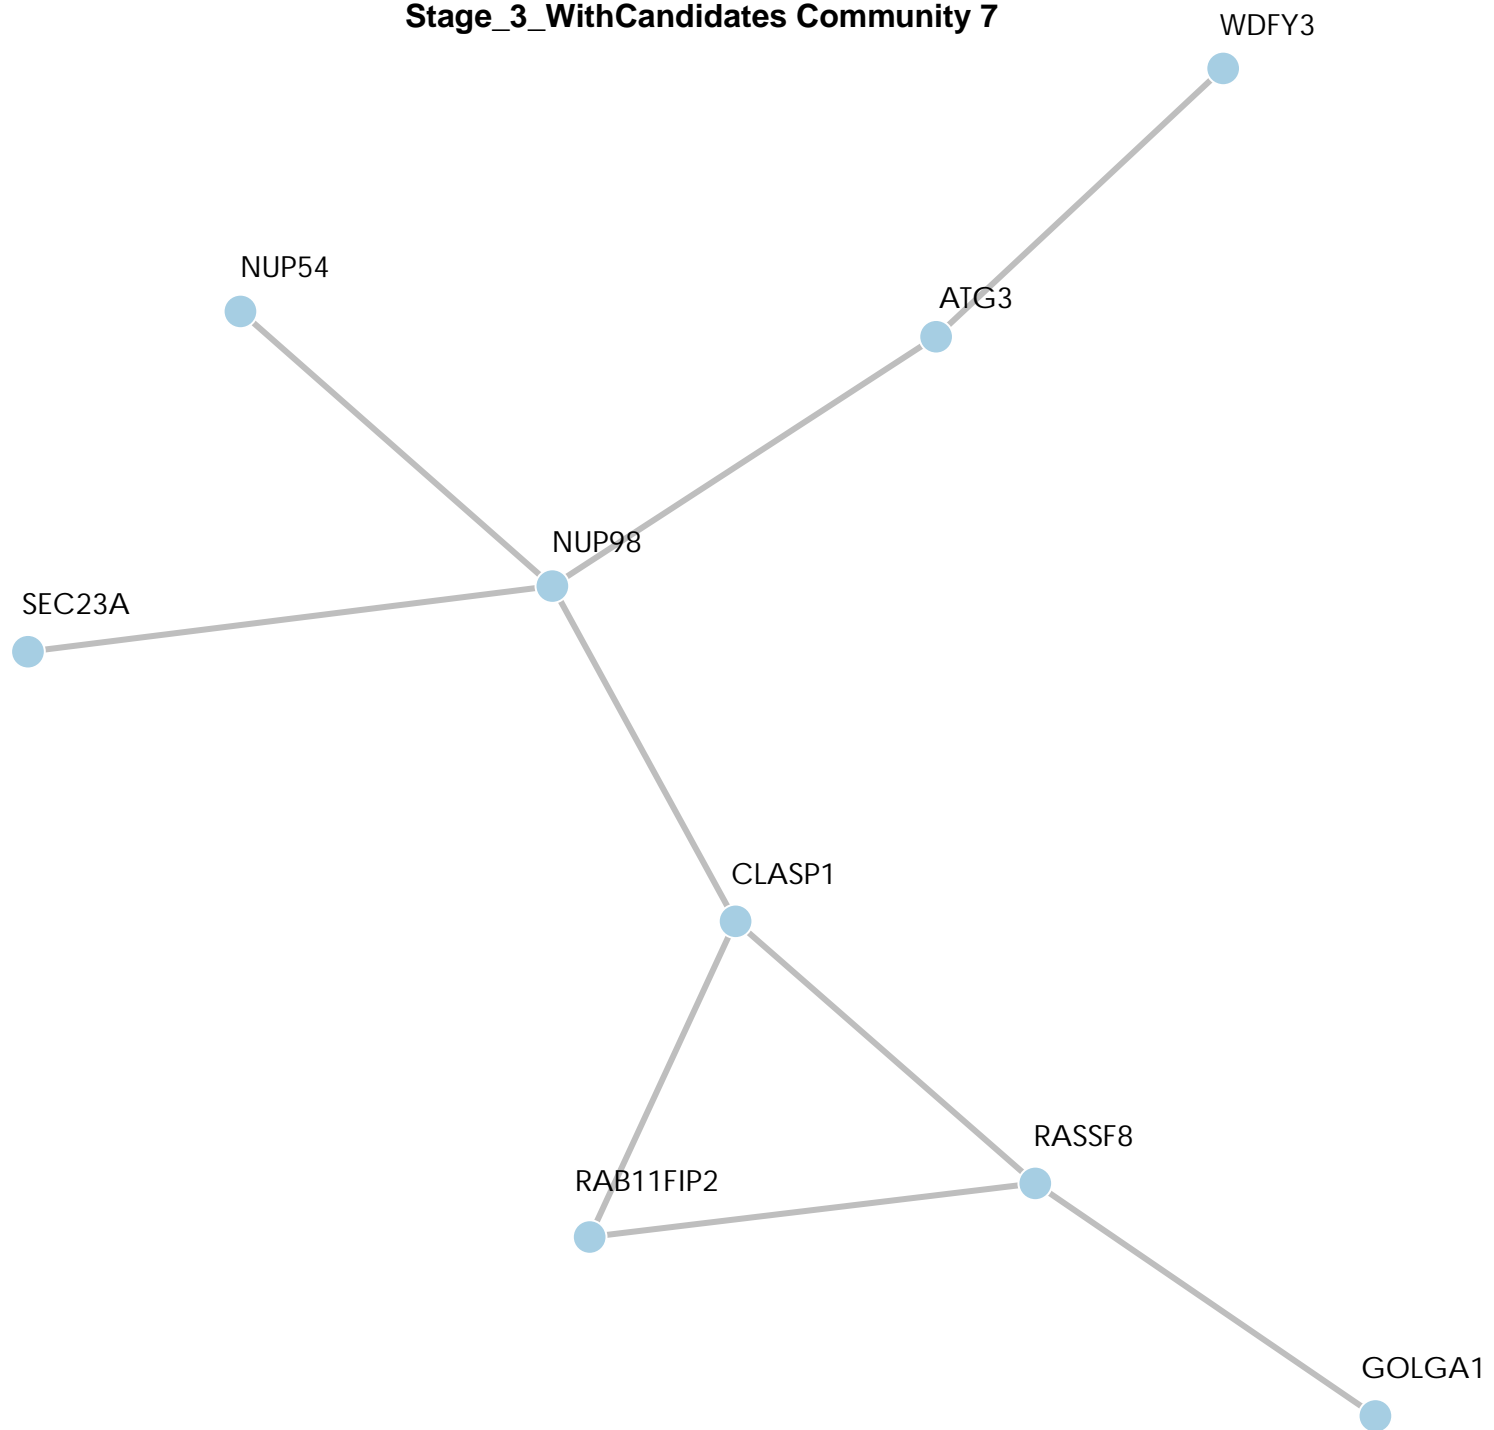 Stage_3_WithCandidates Community 7
WDFY3
NUP54
ATG3
NUP98
SEC23A
CLASP1
RASSF8
RAB11FIP2
GOLGA1